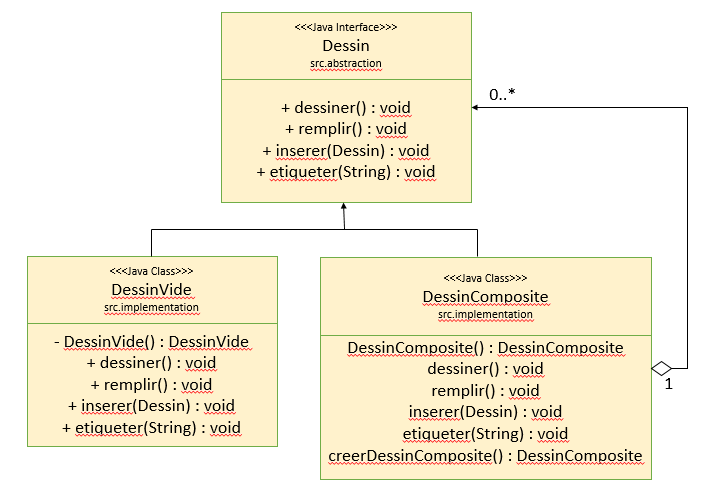 <<<Java Interface>>>
Dessin
src.abstraction
+ dessiner() : void
+ remplir() : void
+ inserer(Dessin) : void
+ etiqueter(String) : void
0..*
<<<Java Class>>>
DessinVide
src.implementation
- DessinVide() : DessinVide
+ dessiner() : void
+ remplir() : void
+ inserer(Dessin) : void
+ etiqueter(String) : void
<<<Java Class>>>
DessinComposite
src.implementation
DessinComposite() : DessinComposite
dessiner() : void
remplir() : void
inserer(Dessin) : void
etiqueter(String) : void
creerDessinComposite() : DessinComposite
1